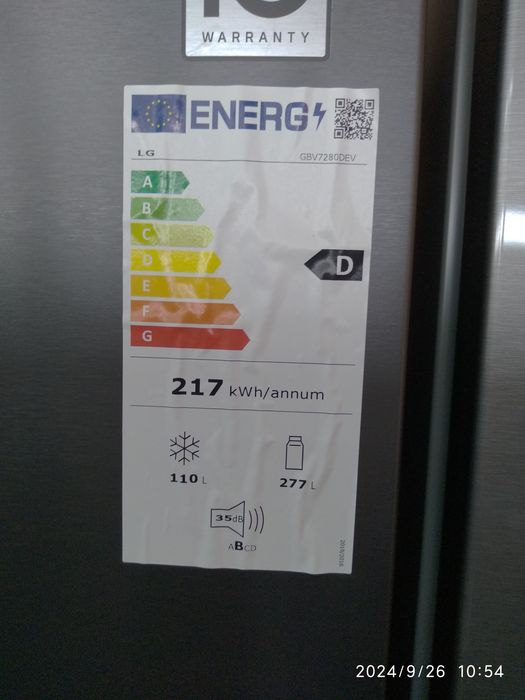 WARRANTY
ENERG
LG GBV7280DEV
A
B
C
D
D
E
F
G
217 kWh/annum
110 L 277 L
35dB
ABCD
2019/2016
2024/9/26 10:54